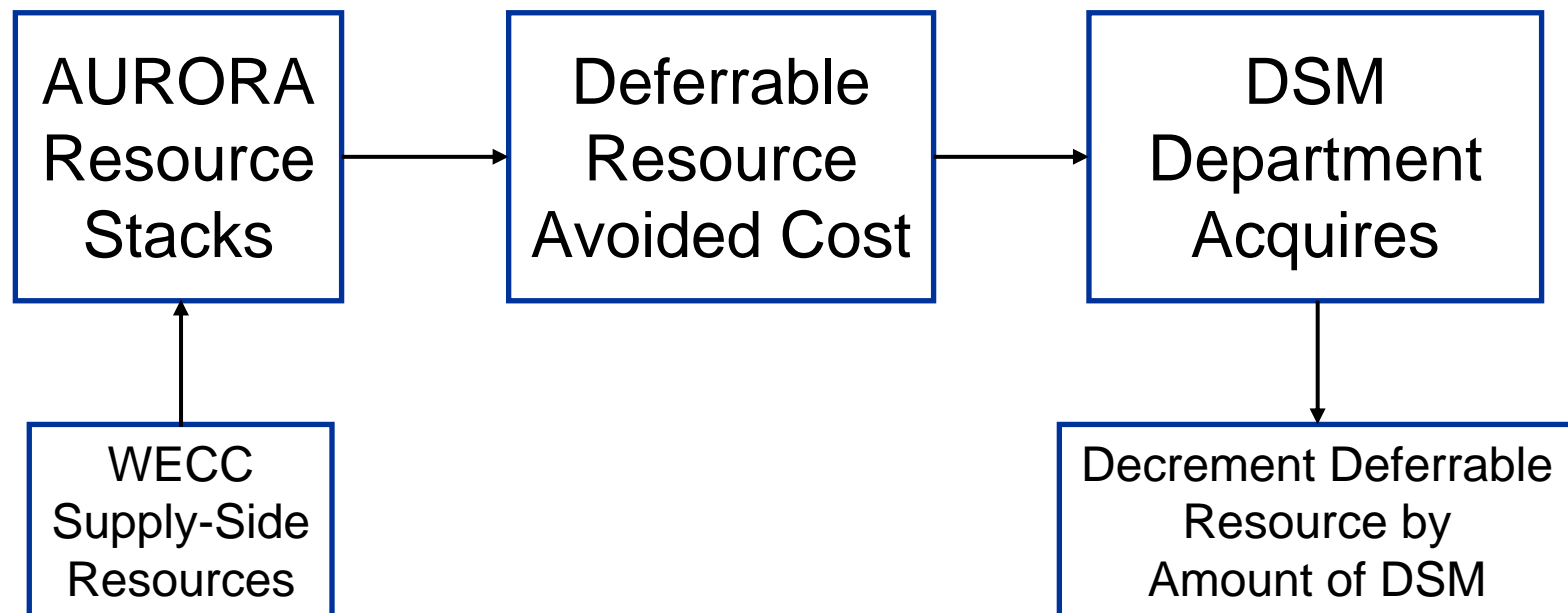 AURORA
Resource
Stacks
Deferrable
Resource
Avoided Cost
DSM
Department
Acquires
WECC
Supply-Side
Resources
Decrement Deferrable
Resource by
Amount of DSM